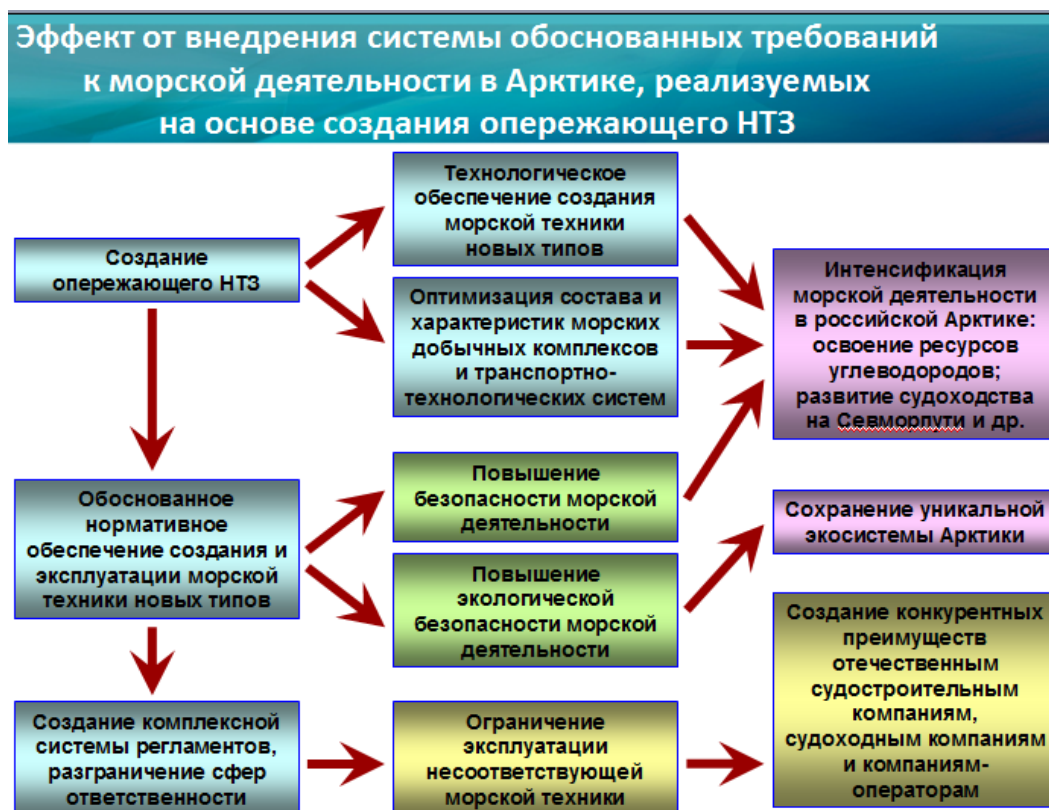 Эффект от внедрения системы обоснованных требований
к морской деятельности в Арктике, реализуемых
на основе создания опережающего НТЗ
Создание
опережающего НТЗ
Технологическое
обеспечение создания
морской техники
новых типов
Оптимизация состава и
характеристик морских
добычных комплексов
и транспортно-
технологических систем
Интенсификация
морской деятельности
в российской Арктике:
освоение ресурсов
углеводородов;
развитие судоходства
на Севморпути и др.
Обоснованное
нормативное
обеспечение создания и
эксплуатации морской
техники новых типов
Повышение
безопасности морской
деятельности
Повышение
экологической
безопасности морской
деятельности
Сохранение уникальной
экосистемы Арктики
Создание комплексной
системы регламентов,
разграничение сфер
ответственности
Ограничение
эксплуатации
несоответствующей
морской техники
Создание конкурентных
преимуществ
отечественным
судостроительным
компаниям,
судоходным компаниям
и компаниям-
операторам